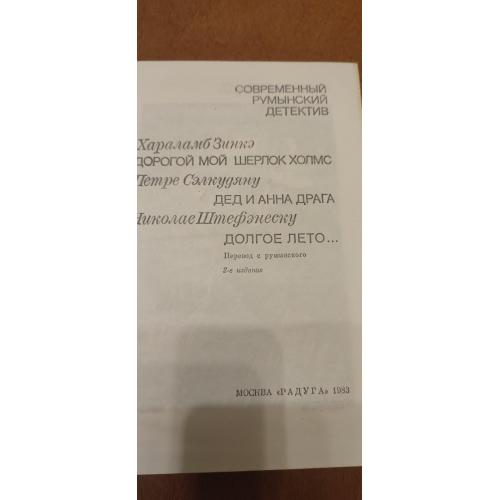 СОВРЕМЕННЫЙ
РУМЫНСКИЙ
ДЕТЕКТИВ
Хараламб Зинкэ
ДОРОГОЙ МОЙ ШЕРЛОК ХОЛМС
Петре Сэлкудяну
ДЕД И АННА ДРАГА
Николае Штефэнеску
ДОЛГОЕ ЛЕТО...
Перевод с румынского
2-е издание
МОСКВА «РАДУГА» 1983